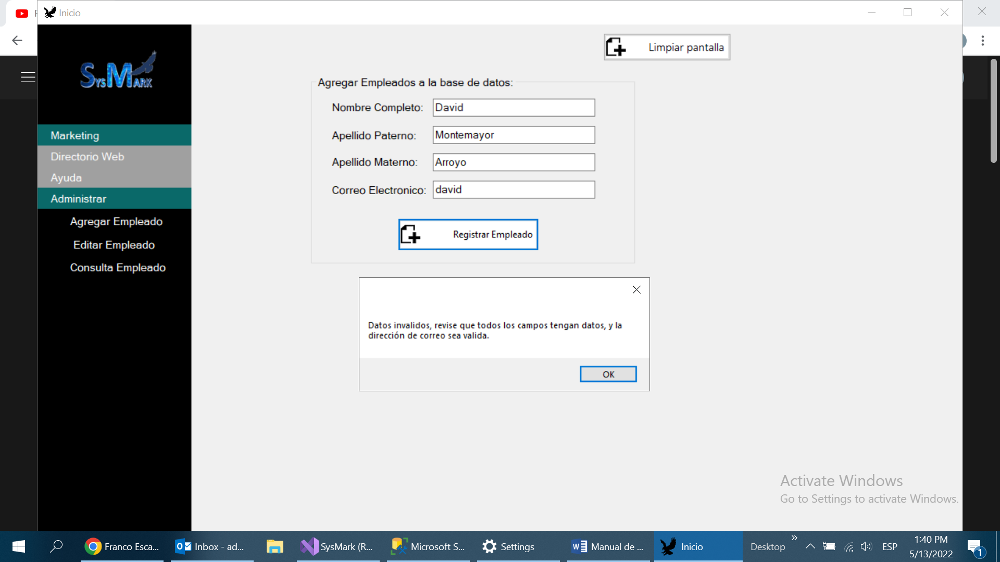 Inicio
Limpiar pantalla
SYSMARK
Agregar Empleados a la base de datos:
Nombre Completo: David
Apellido Paterno: Montemayor
Apellido Materno: Arroyo
Correo Electronico: david
Registrar Empleado
Marketing
Directorio Web
Ayuda
Administrar
Agregar Empleado
Editar Empleado
Consulta Empleado
Datos invalidos, revise que todos los campos tengan datos, y la
dirección de correo sea valida.
OK
Activate Windows
Go to Settings to activate Windows.
Franco Esca...
Inbox - ad...
SysMark (R...
Microsoft S...
Settings
Manual de ...
Inicio
Desktop
ESP
1:40 PM
5/13/2022
1